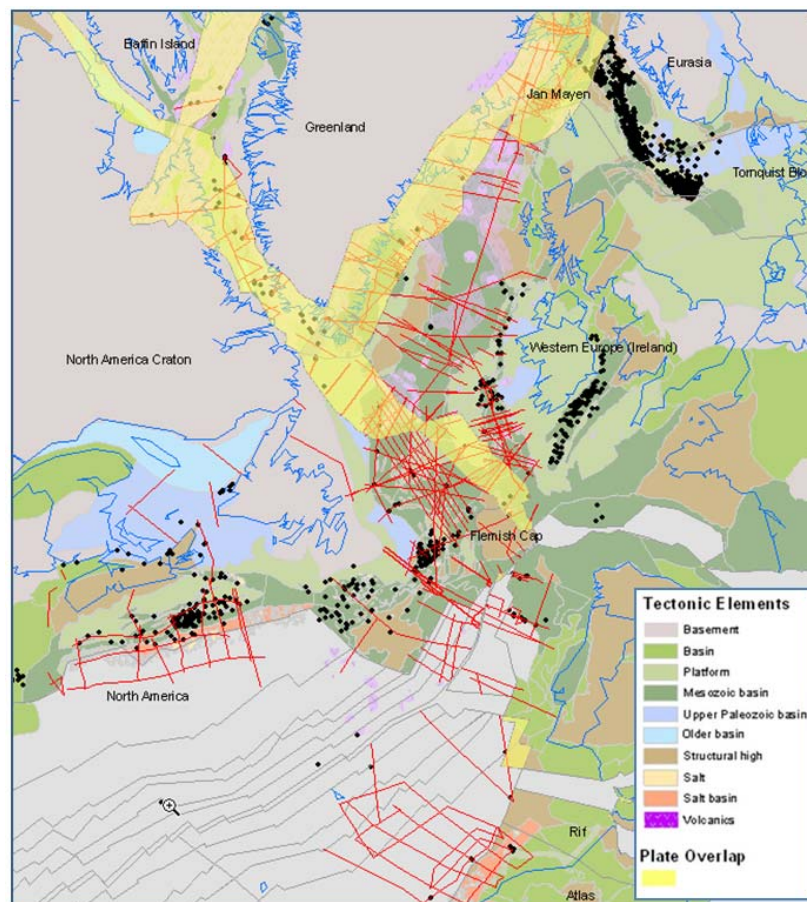 Baffin Island
Eurasia
Jan Mayen
Greenland
Tornquist Blo
Western Europe (Ireland)
North America Craton
Flemish Cap
North America
Rif
Atlas
Tectonic Elements
Basement
Basin
Platform
Mesozoic basin
Upper Paleozoic basin
Older basin
Structural high
Salt
Salt basin
Volcanics
Plate Overlap